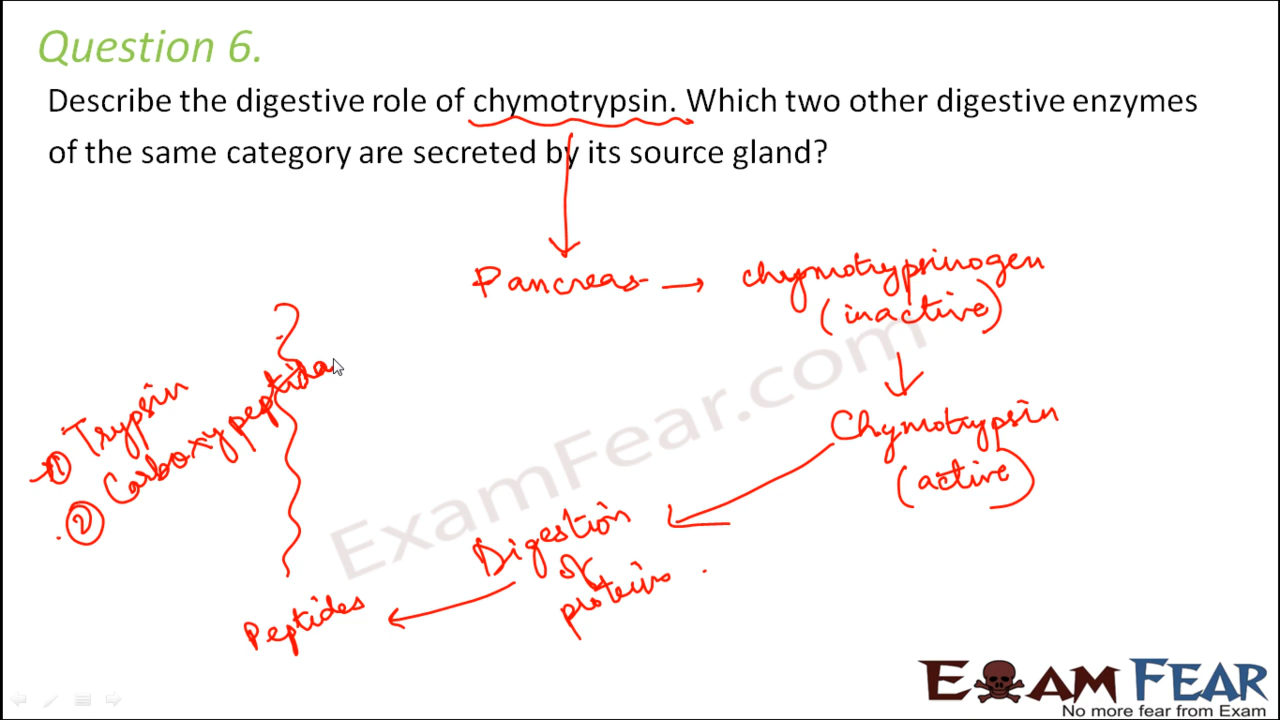 Question 6.
Describe the digestive role of chymotrypsin. Which two other digestive enzymes
of the same category are secreted by its source gland?
Pancreas → chymotrypsinogen
(inactive)
Chymotrypsin
(active)
Digestion
of
proteins
Peptides
① Trypsin
② Carboxypeptida
ExamFear.com
EXAM FEAR
No more fear from Exam